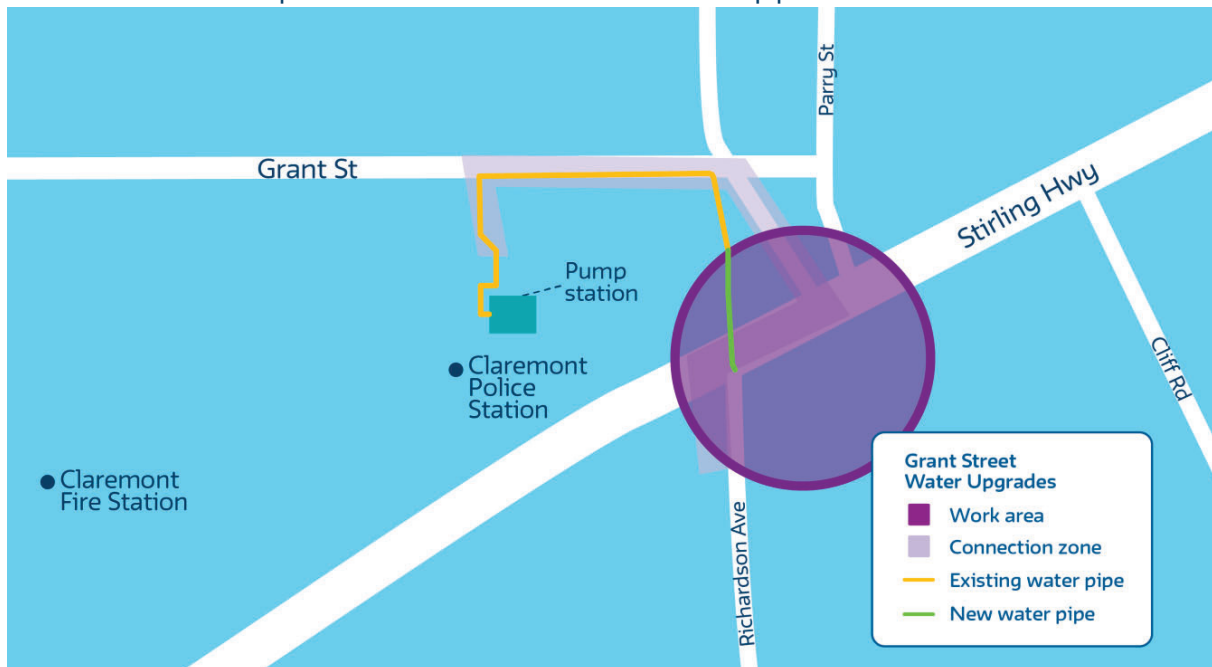 Parry St
Grant St
Stirling Hwy
Pump
station
Claremont
Police
Station
Cliff Rd
Claremont
Fire Station
Richardson Ave
Grant Street
Water Upgrades
Work area
Connection zone
Existing water pipe
New water pipe